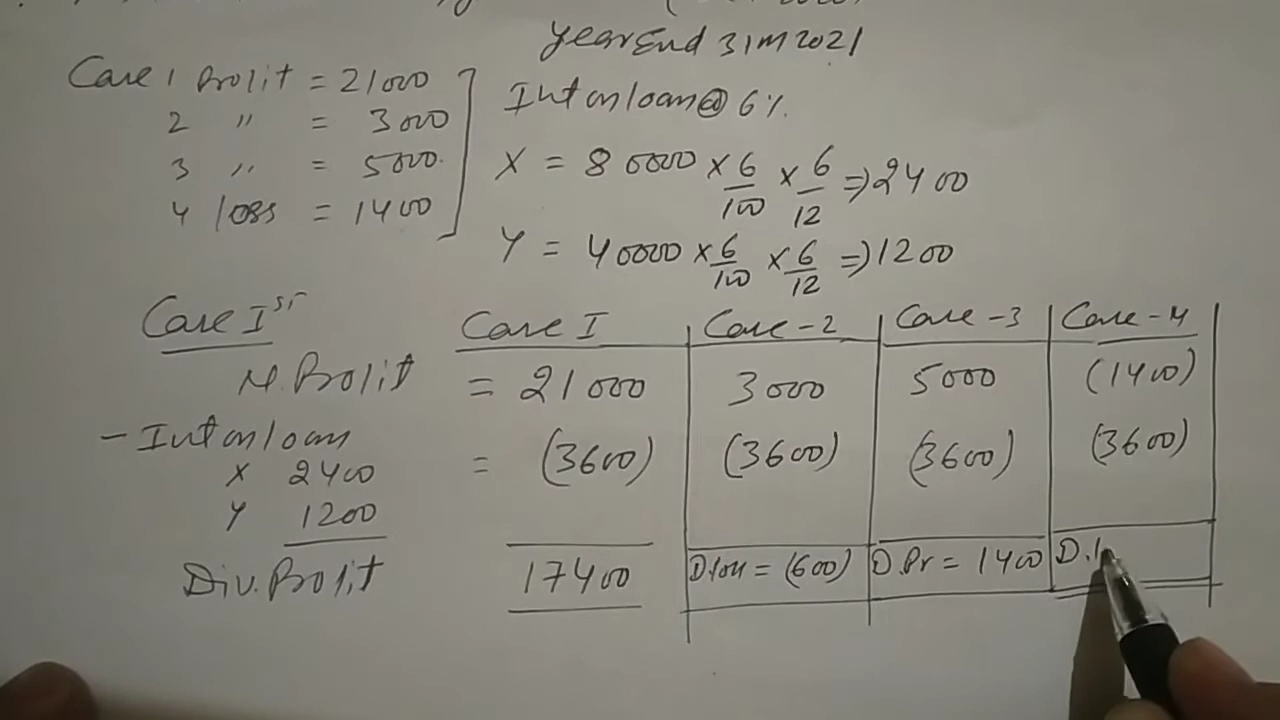 Year End 31 M 2021
Case 1 Profit = 21000
2 " = 3000
3 " = 5000
4 loss = 1400
Int on loan @ 6%.
X = 80000 × 6/100 × 6/12 => 2400
Y = 40000 × 6/100 × 6/12 => 1200
Case Ist
Case I Case-2 Case-3 Case-4
N. Profit = 21000 3000 5000 (1400)
- Int on loan = (3600) (3600) (3600) (3600)
X 2400
Y 1200
Div. Profit 17400 D loss = (600) D. Pr = 1400 D.